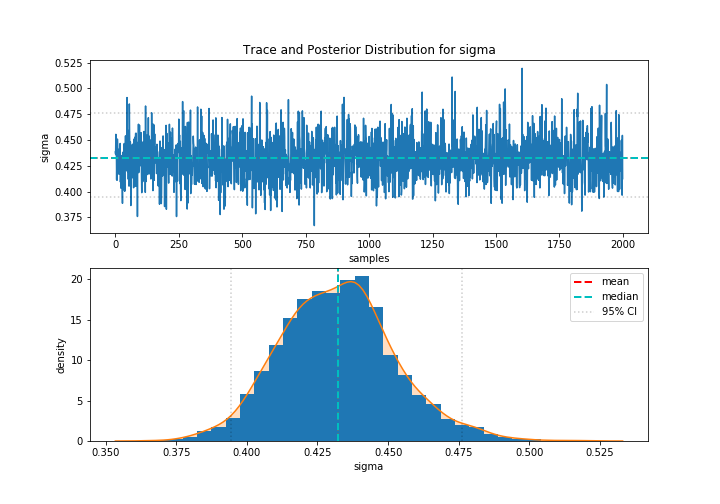 Trace and Posterior Distribution for sigma
0.525
0.500
0.475
0.450
0.425
0.400
0.375
sigma
0 250 500 750 1000 1250 1500 1750 2000
samples
20
15
10
5
0
density
mean
median
95% CI
0.350 0.375 0.400 0.425 0.450 0.475 0.500 0.525
sigma